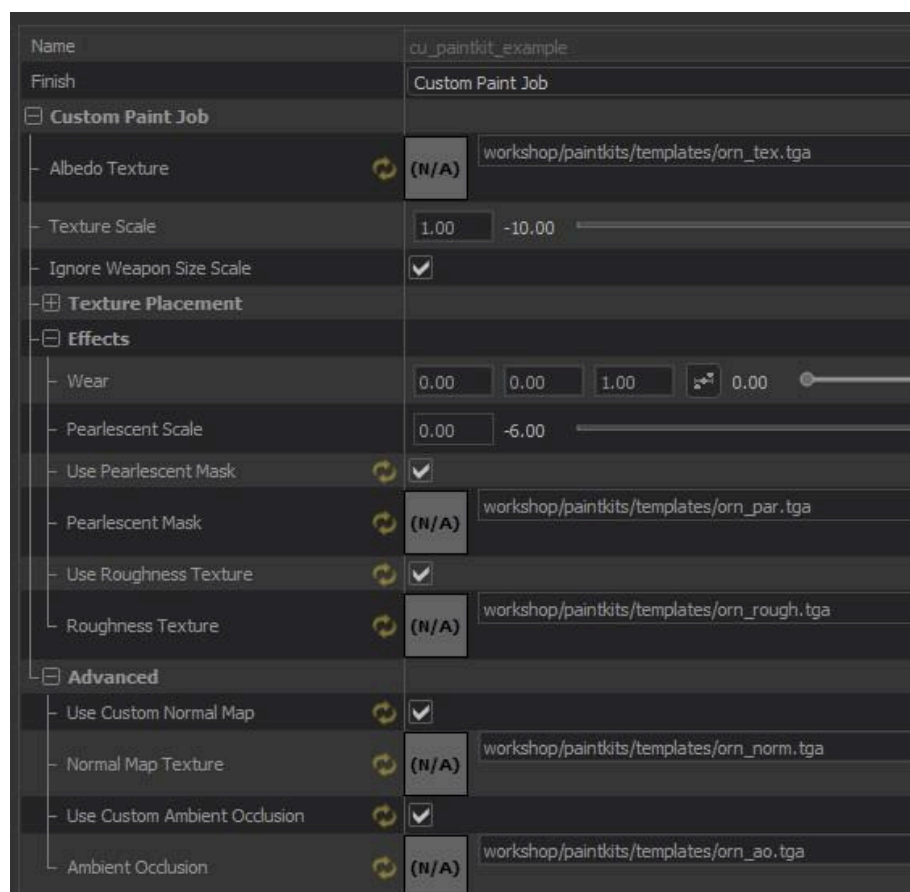 Name cu_paintkit_example
Finish Custom Paint Job
Custom Paint Job
Albedo Texture (N/A) workshop/paintkits/templates/orn_tex.tga
Texture Scale 1.00 -10.00
Ignore Weapon Size Scale
Texture Placement
Effects
Wear 0.00 0.00 1.00 0.00
Pearlescent Scale 0.00 -6.00
Use Pearlescent Mask
Pearlescent Mask (N/A) workshop/paintkits/templates/orn_par.tga
Use Roughness Texture
Roughness Texture (N/A) workshop/paintkits/templates/orn_rough.tga
Advanced
Use Custom Normal Map
Normal Map Texture (N/A) workshop/paintkits/templates/orn_norm.tga
Use Custom Ambient Occlusion
Ambient Occlusion (N/A) workshop/paintkits/templates/orn_ao.tga